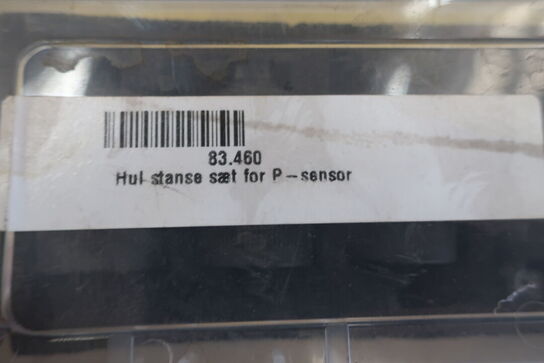 83.460
Hul stanse sæt for P-sensor